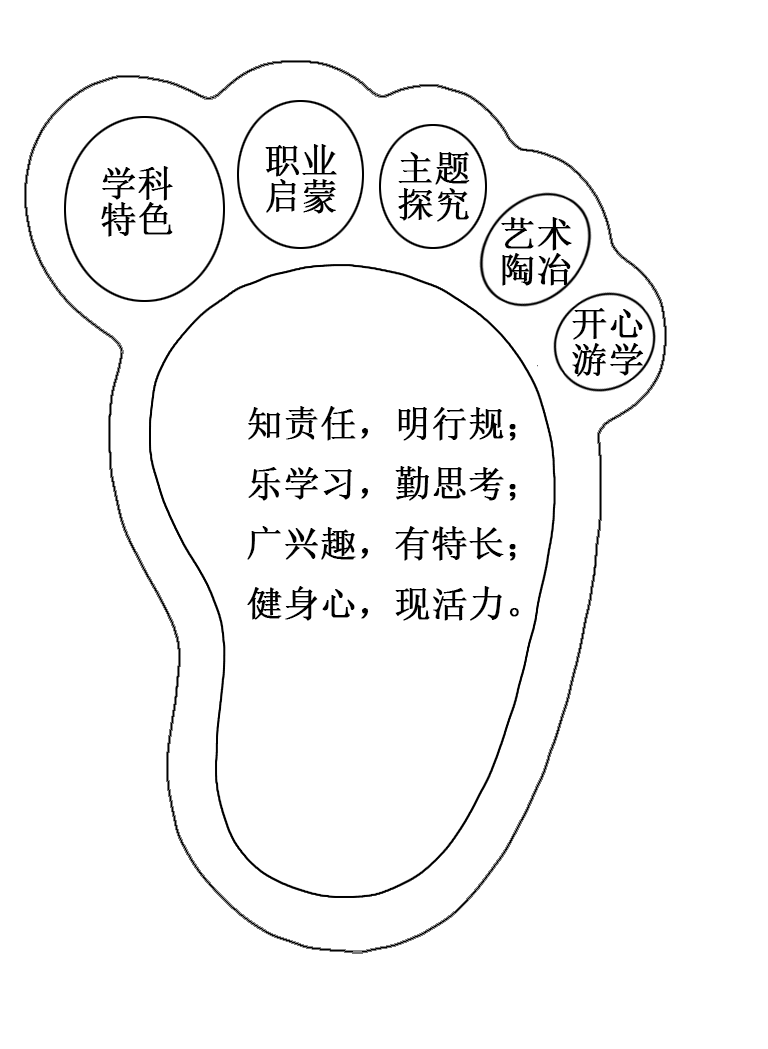 学科
特色
职业
启蒙
主题
探究
艺术
陶冶
开心
游学
知责任，明行规；
乐学习，勤思考；
广兴趣，有特长；
健身心，现活力。